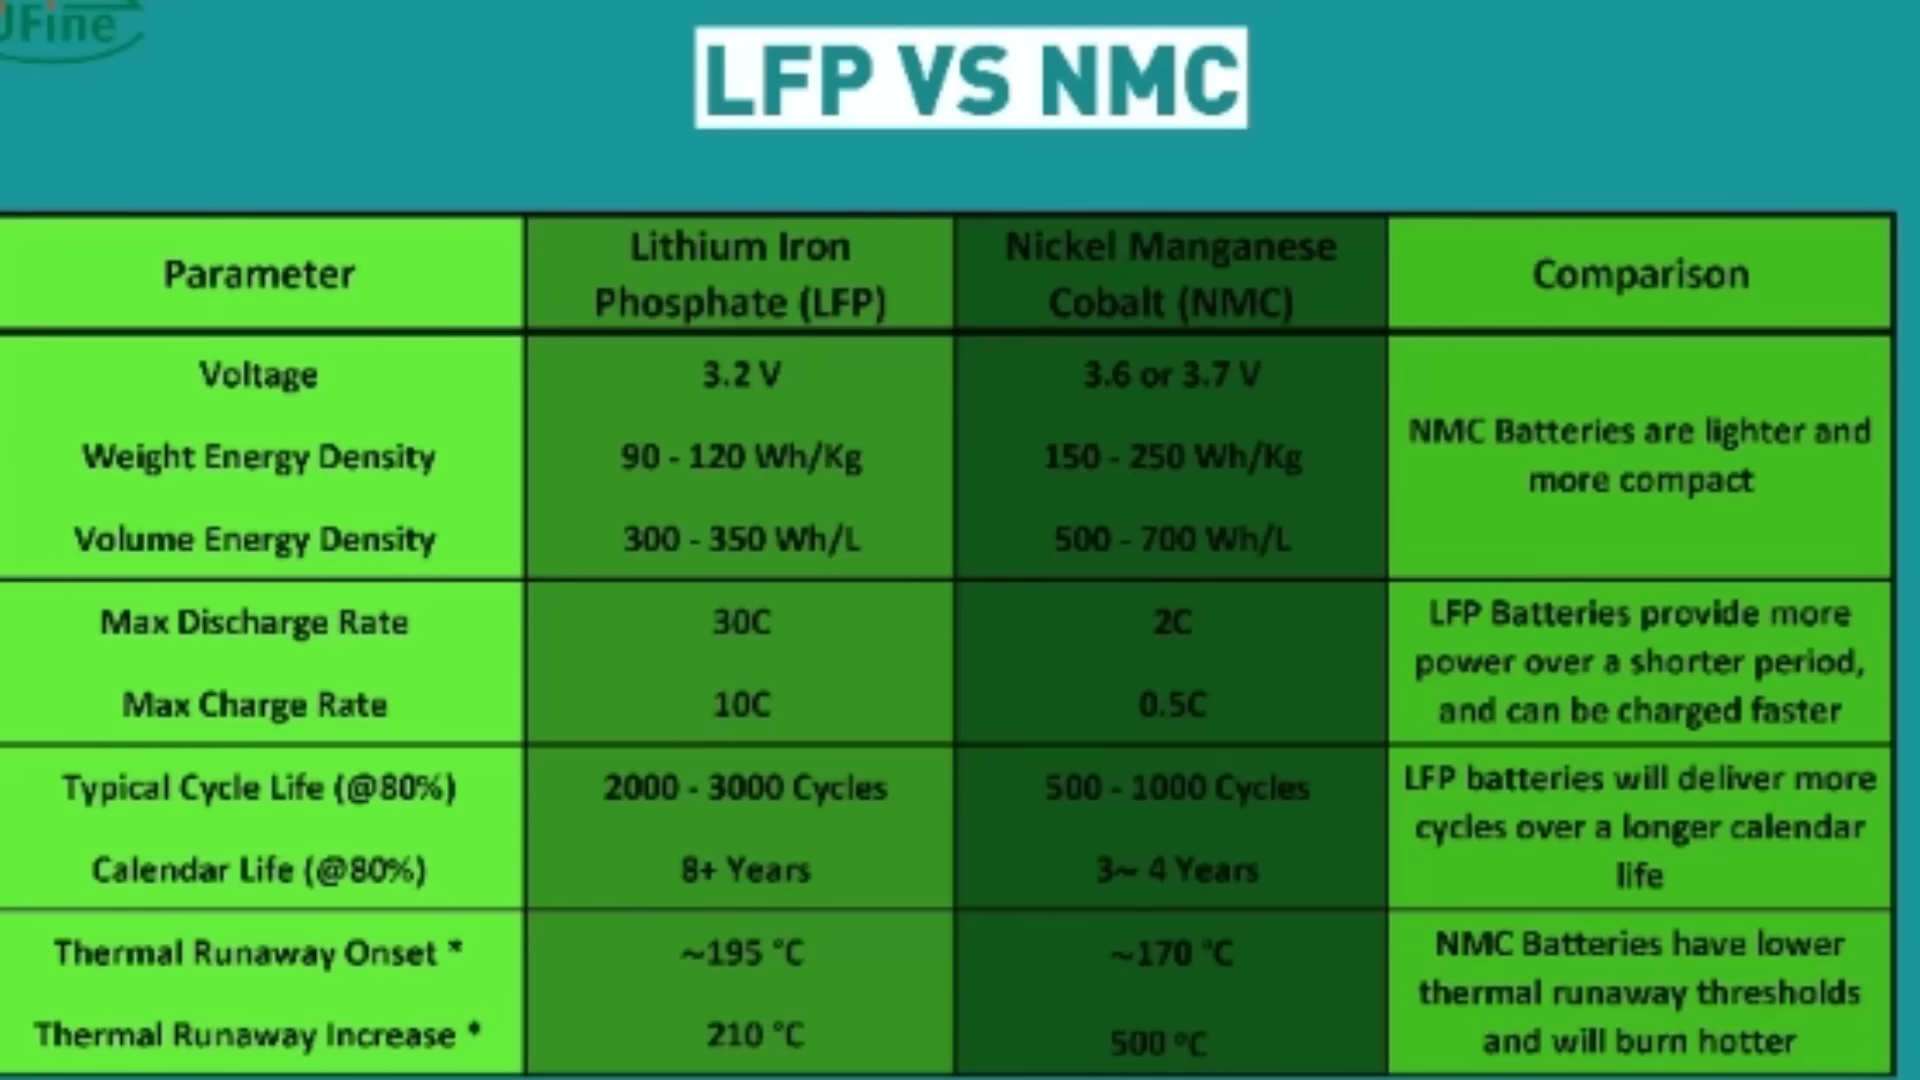 JFine
LFP VS NMC
Parameter
Lithium Iron
Phosphate (LFP)
Nickel Manganese
Cobalt (NMC)
Comparison
Voltage
3.2 V
3.6 or 3.7 V
Weight Energy Density
90 - 120 Wh/Kg
150 - 250 Wh/Kg
Volume Energy Density
300 - 350 Wh/L
500 - 700 Wh/L
NMC Batteries are lighter and
more compact
Max Discharge Rate
30C
2C
Max Charge Rate
10C
0.5C
LFP Batteries provide more
power over a shorter period,
and can be charged faster
Typical Cycle Life (@80%)
2000 - 3000 Cycles
500 - 1000 Cycles
Calendar Life (@80%)
8+ Years
3~ 4 Years
LFP batteries will deliver more
cycles over a longer calendar
life
Thermal Runaway Onset *
~195 °C
~170 °C
Thermal Runaway Increase *
210 °C
500 °C
NMC Batteries have lower
thermal runaway thresholds
and will burn hotter